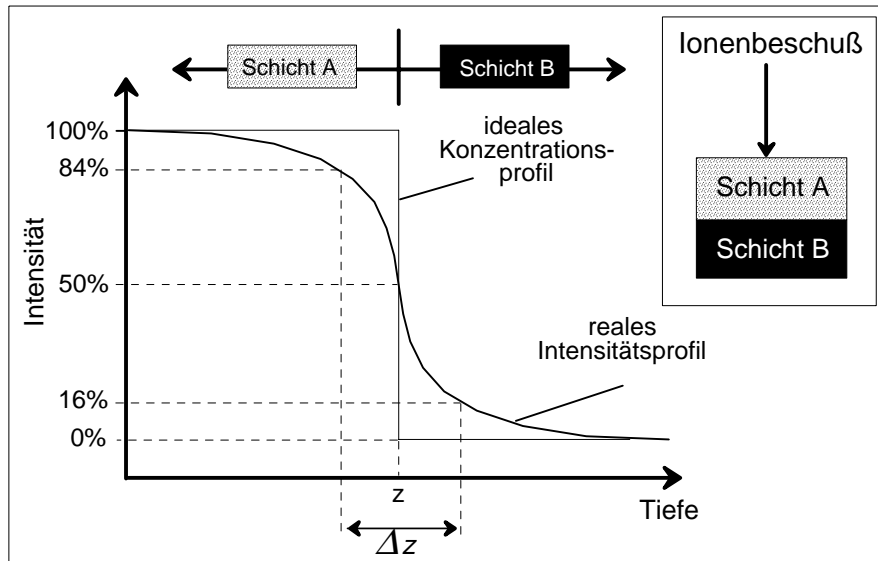 Schicht A
Schicht B
Ionenbeschuß
Schicht A
Schicht B
ideales
Konzentrations-
profil
reales
Intensitätsprofil
Intensität
100%
84%
50%
16%
0%
z
Tiefe
Δz